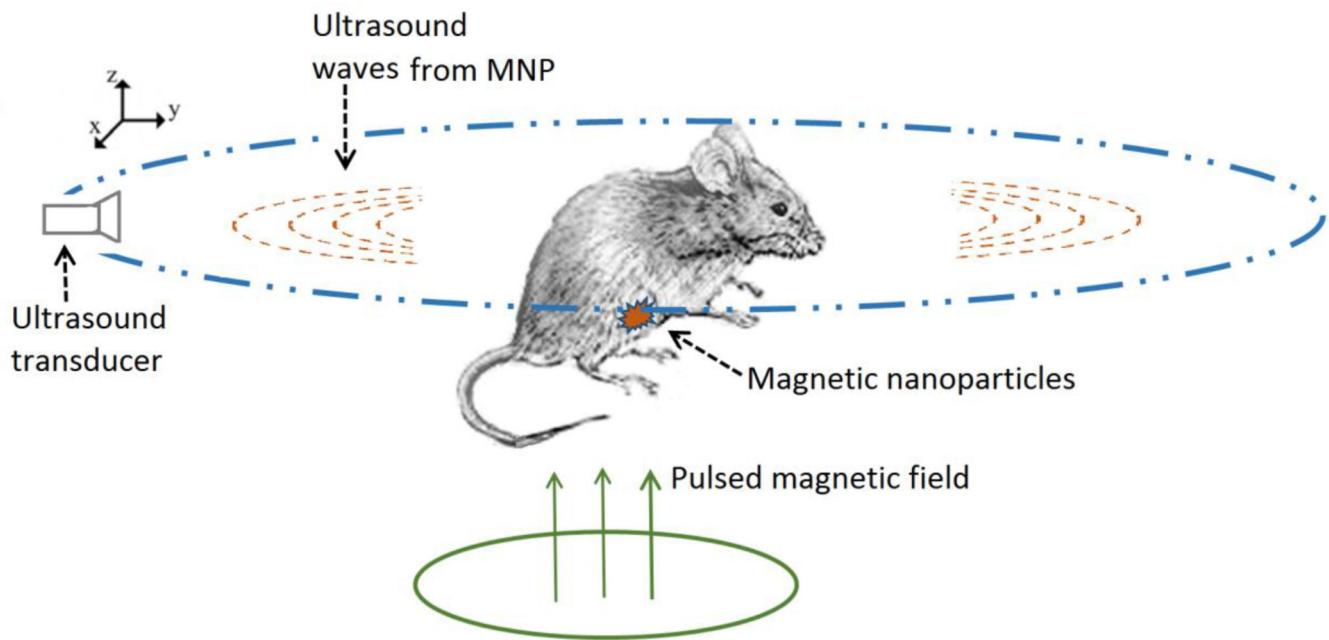 Ultrasound
waves from MNP
z
y
x
Ultrasound
transducer
Magnetic nanoparticles
Pulsed magnetic field